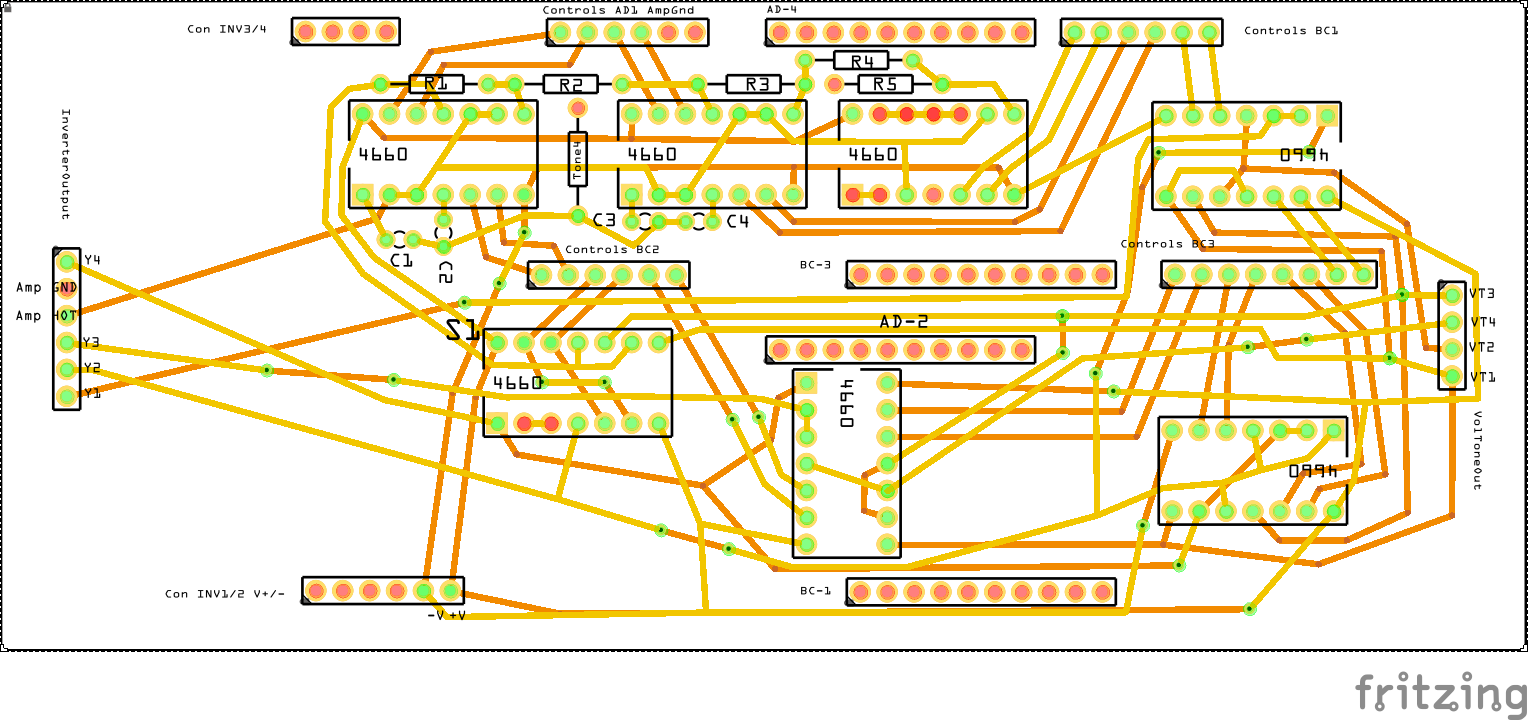 Controls AD1 AmpGnd
AD-4
Con INV3/4
Controls BC1
R4
R1
R2
R3
R5
InverterOutput
4660
Tone4
4660
4660
4660
C1
C2
C3
C4
Controls BC2
BC-3
Controls BC3
Y4
Amp GND
Amp HOT
Y3
Y2
Y1
S1
AD-2
VT3
VT4
VT2
VT1
4660
4660
VolToneout
4660
Con INV1/2 V+/-
-V +V
BC-1
fritzing